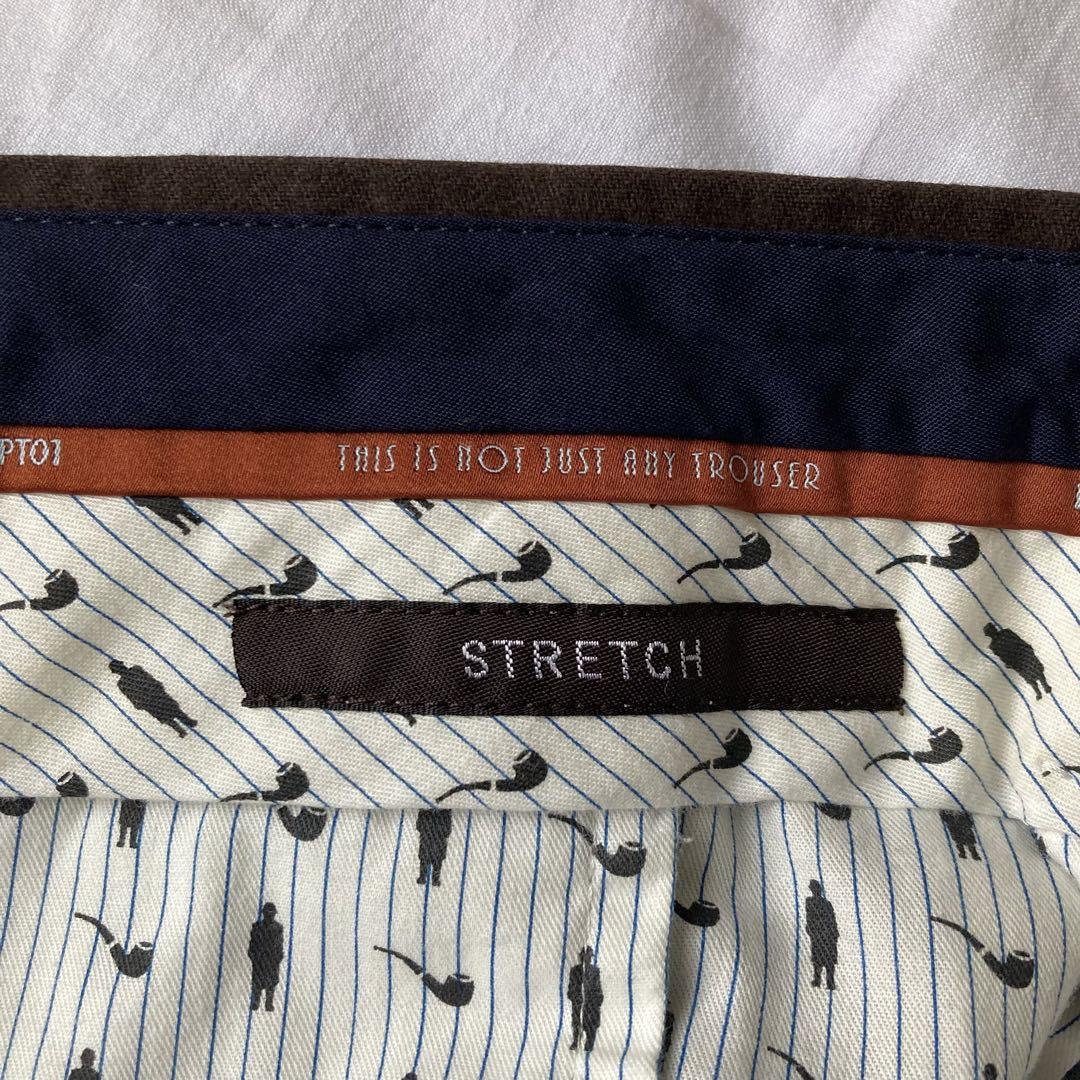 PT01 THIS IS NOT JUST ANY TROUSER
STRETCH